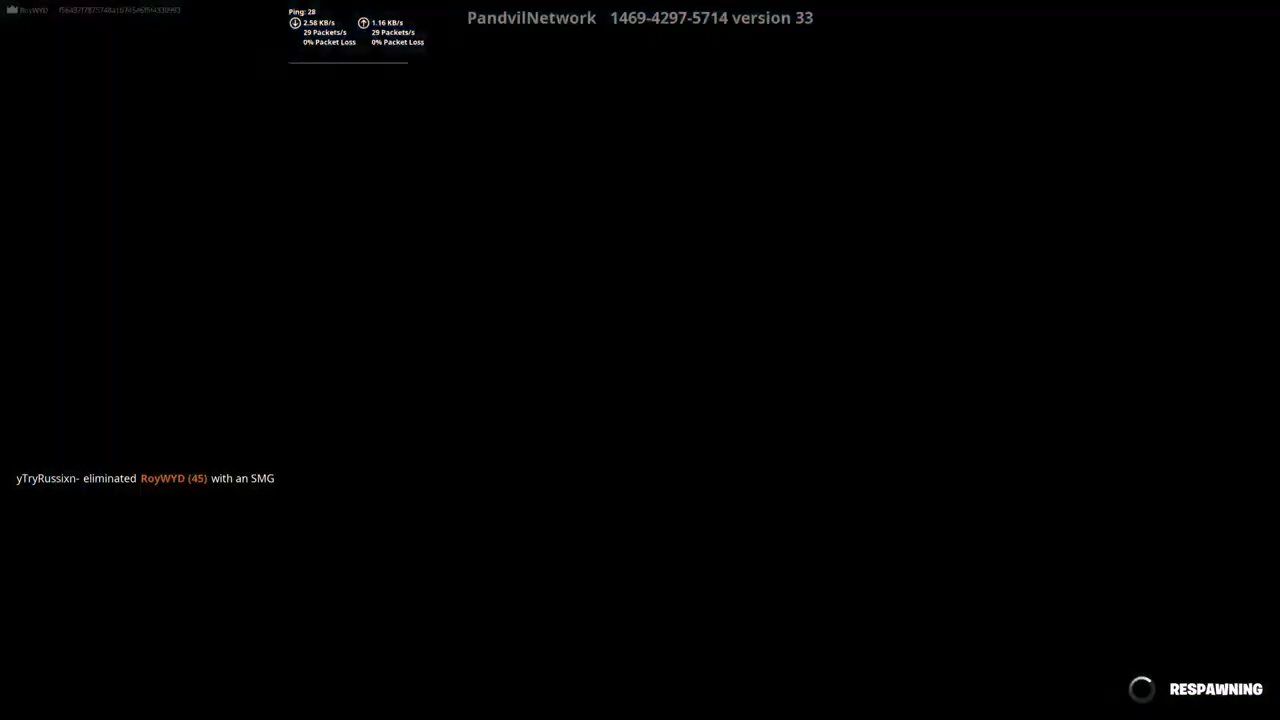 RoyWYD
Ping: 28
2.58 KB/s 1.16 KB/s
29 Packets/s 29 Packets/s
0% Packet Loss 0% Packet Loss
PandvilNetwork 1469-4297-5714 version 33
yTryRussixn- eliminated RoyWYD (45) with an SMG
RESPAWNING